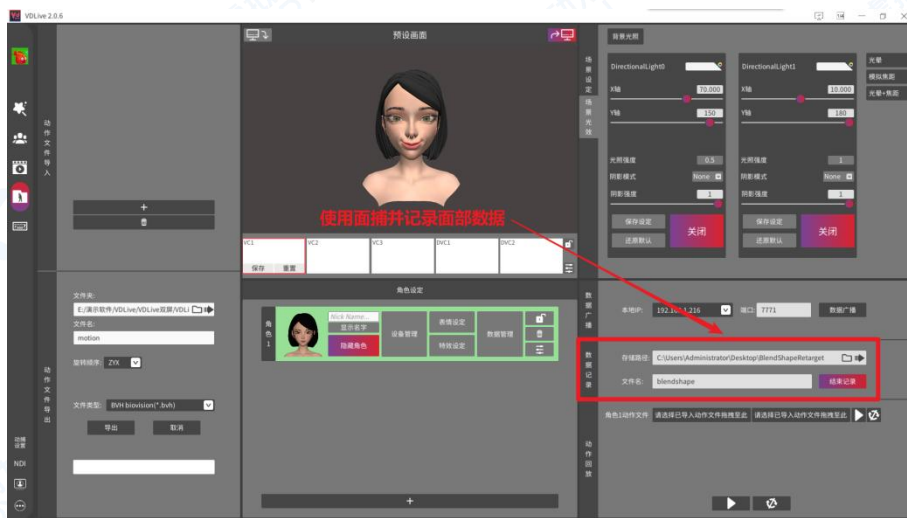 VDLive 2.0.6
动作文件导入
+
文件夹:
E:/演示软件/VDLive/VDLive双屏/VDLI
文件名:
motion
旋转顺序: ZYX
文件类型: BVH biovision(*.bvh)
导出 取消
动作文件导出
动捕设置
NDI
预设画面
使用面捕并记录面部数据
VC1 VC2 VC3 DVC1 DVC2
保存 重置
角色设定
角色1
Nick Name...
显示名字
隐藏角色
设备管理
表情设定
特效设定
数据管理
+
场景设定
场景光效
背景光照
DirectionalLight0
X轴 70.000
Y轴 150
光照强度 0.5
阴影模式 None
阴影强度 1
保存设定
还原默认
关闭
DirectionalLight1
X轴 10.000
Y轴 180
光照强度 1
阴影模式 None
阴影强度 1
保存设定
还原默认
关闭
光晕
模拟焦距
光晕+焦距
数据广播
本地IP: 端口: 7771 数据广播
数据记录
存储路径: C:\Users\Administrator\Desktop\BlendShapeRetarget
文件名: blendshape 结束记录
动作回放
角色1动作文件 请选择已导入动作文件拖拽至此 请选择已导入动作文件拖拽至此